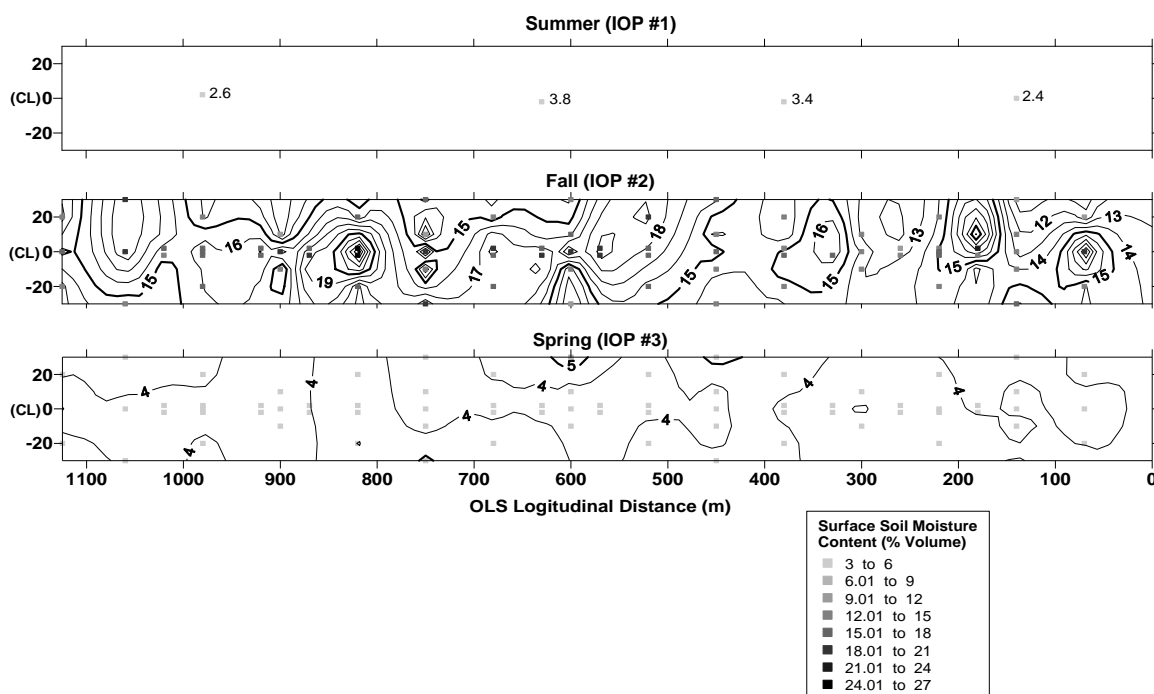 Summer (IOP #1)
20
(CL) 0
-20
2.6
3.8
3.4
2.4
Fall (IOP #2)
20
(CL) 0
-20
15
16
19
15
17
18
15
16
15
13
15
12
13
14
14
15
Spring (IOP #3)
20
(CL) 0
-20
4
4
4
4
4
5
4
4
4
1100 1000 900 800 700 600 500 400 300 200 100 0
OLS Logitudinal Distance (m)
Surface Soil Moisture
Content (% Volume)
3 to 6
6.01 to 9
9.01 to 12
12.01 to 15
15.01 to 18
18.01 to 21
21.01 to 24
24.01 to 27